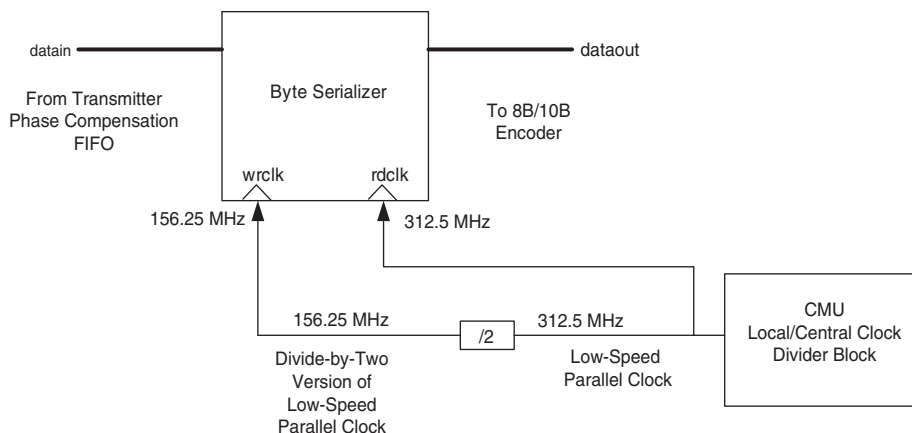 datain
dataout
Byte Serializer
From Transmitter
Phase Compensation
FIFO
To 8B/10B
Encoder
wrclk
rdclk
156.25 MHz
312.5 MHz
156.25 MHz
/2
312.5 MHz
CMU
Local/Central Clock
Divider Block
Divide-by-Two
Version of
Low-Speed
Parallel Clock
Low-Speed
Parallel Clock